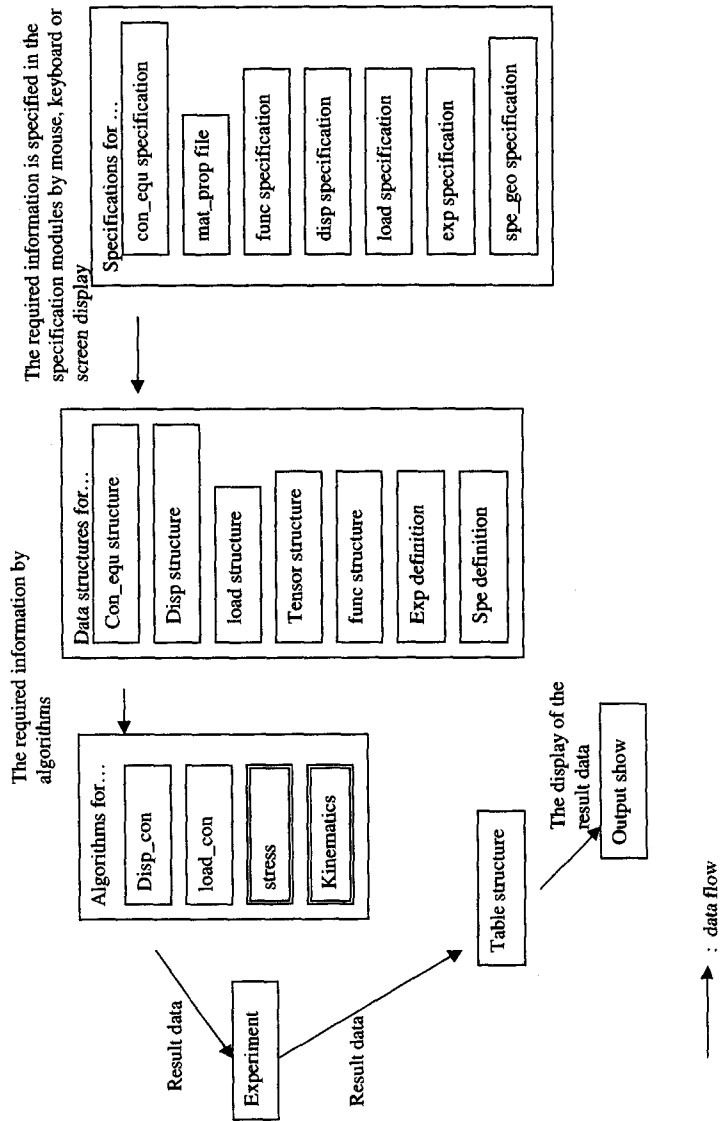 The required information is specified in the
specification modules by mouse, keyboard or
screen display
Specifications for ...
con_equ specification
mat_prop file
func specification
disp specification
load specification
exp specification
spe_geo specification
The required information by
algorithms
Data structures for...
Con_equ structure
Disp structure
load structure
Tensor structure
func structure
Exp definition
Spe definition
Algorithms for...
Disp_con
load_con
stress
Kinematics
Result data
Experiment
Result data
Table structure
The display of the
result data
Output show
: data flow